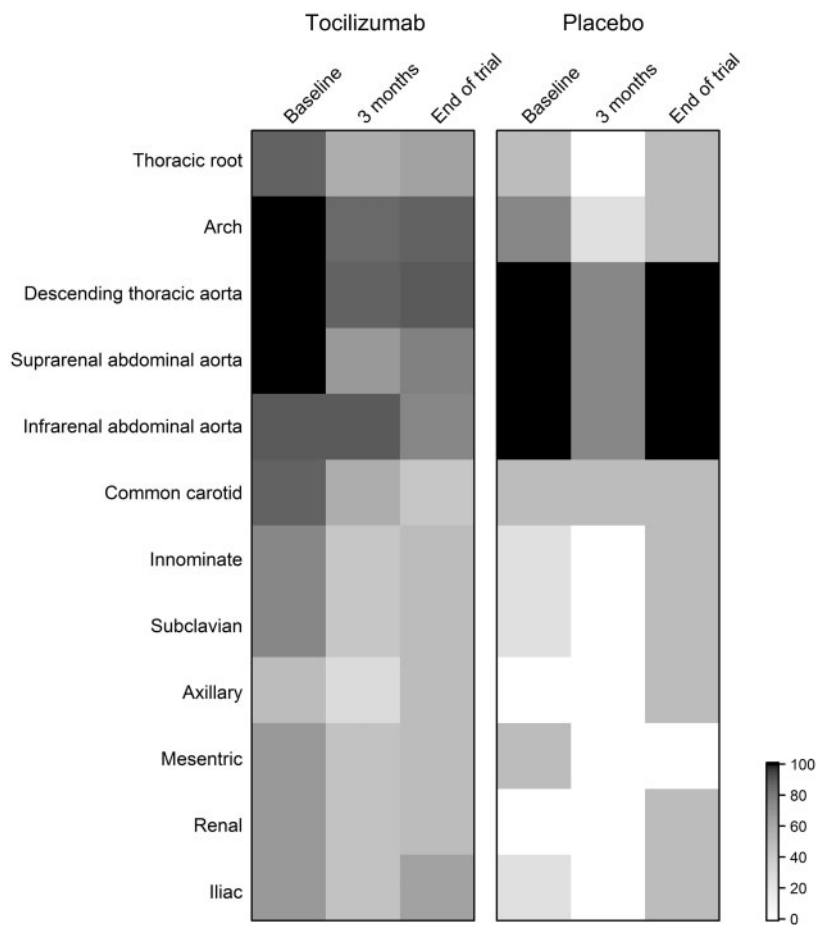 Tocilizumab
Placebo
Baseline
3 months
End of trial
Baseline
3 months
End of trial
Thoracic root
Arch
Descending thoracic aorta
Suprarenal abdominal aorta
Infrarenal abdominal aorta
Common carotid
Innominate
Subclavian
Axillary
Mesentric
Renal
Iliac
100
80
60
40
20
0